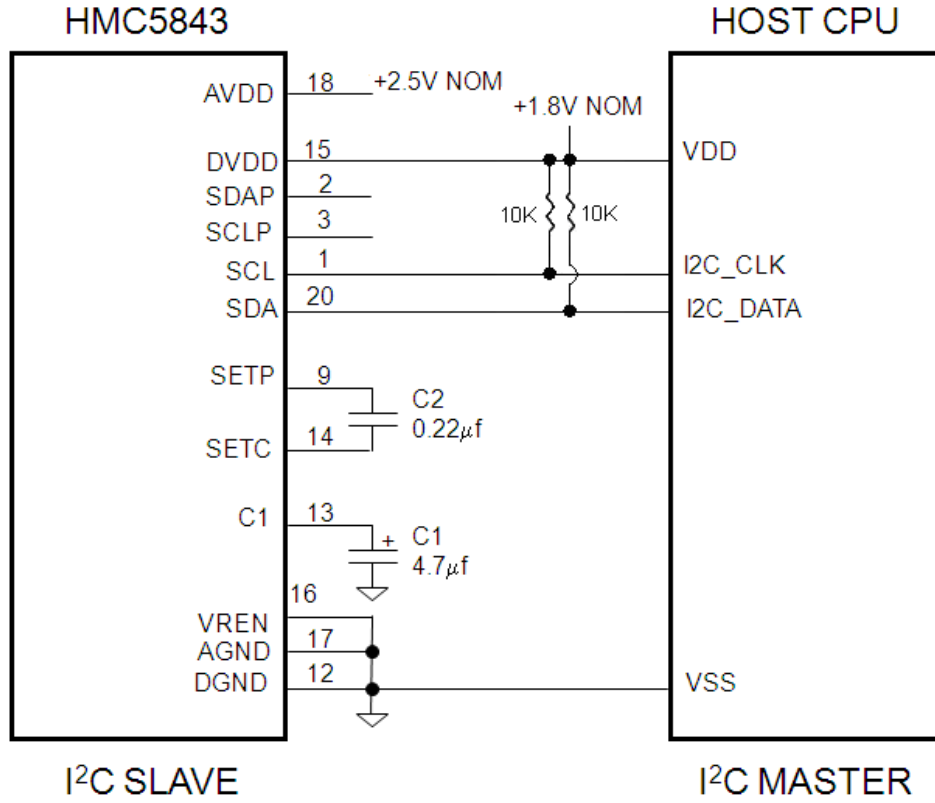 HMC5843
HOST CPU
AVDD 18 +2.5V NOM
+1.8V NOM
DVDD 15 VDD
SDAP 2
SCLP 3
10K 10K
SCL 1 I2C_CLK
SDA 20 I2C_DATA
SETP 9
C2
0.22µf
SETC 14
C1 13
+ C1
4.7µf
VREN 16
AGND 17
DGND 12 VSS
I²C SLAVE
I²C MASTER